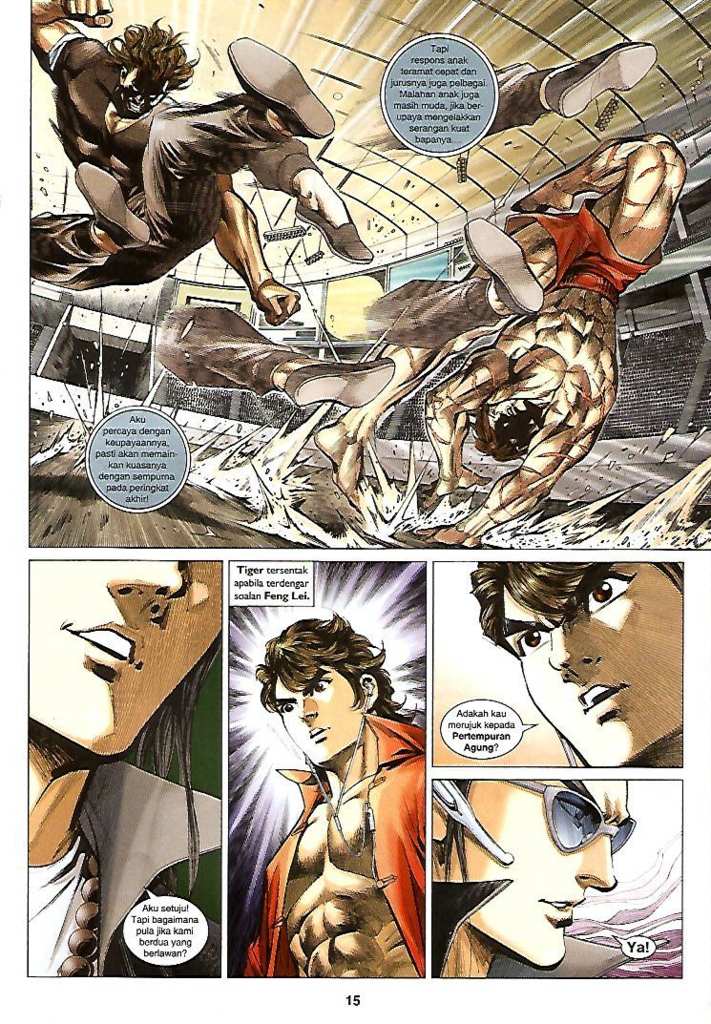 Tapi
respons anak
teramat cepat dan
jurusnya juga pelbagai.
Malahan anak juga
masih muda, jika ber-
upaya mengelakkan
serangan kuat
bapanya...
Aku
percaya dengan
keupayaannya,
pasti akan memain-
kan kuasanya
dengan sempurna
pada peringkat
akhir!
Aku setuju!
Tapi bagaimana
pula jika kami
berdua yang
berlawan?
Tiger tersentak
apabila terdengar
soalan Feng Lei.
Adakah kau
merujuk kepada
Pertempuran
Agung?
Ya!
15